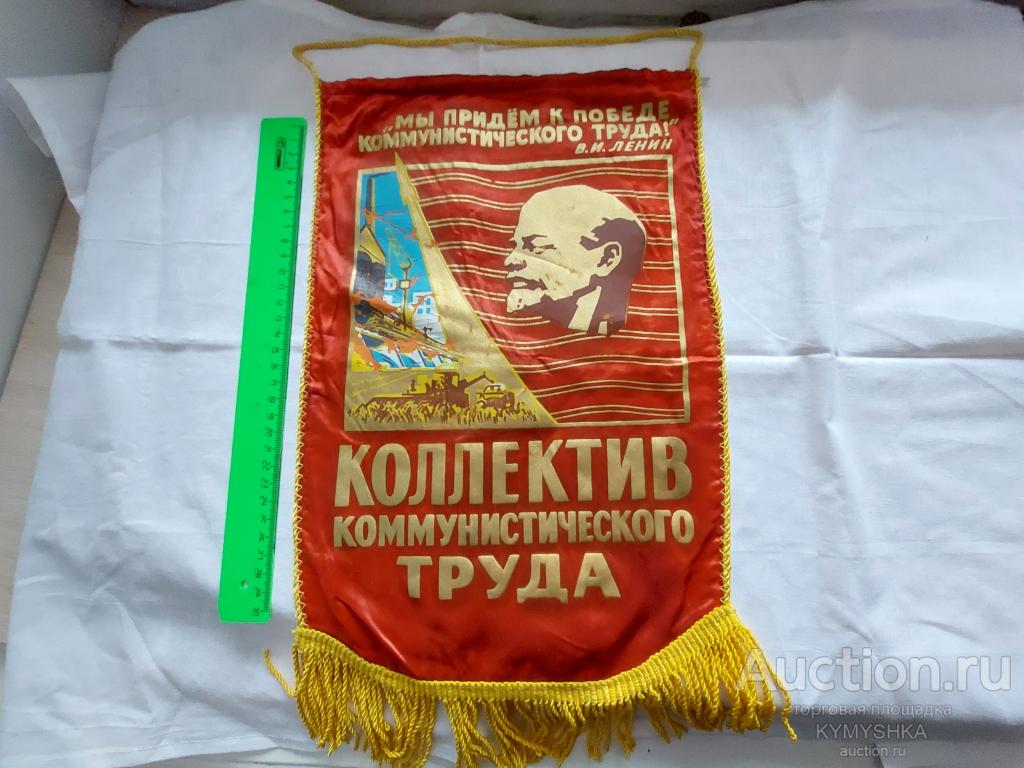 „МЫ ПРИДЁМ К ПОБЕДЕ
КОММУНИСТИЧЕСКОГО ТРУДА!"
В.И. ЛЕНИН
КОЛЛЕКТИВ
КОММУНИСТИЧЕСКОГО
ТРУДА
Auction.ru
торговая площадка
KYMYSHKA
auction.ru